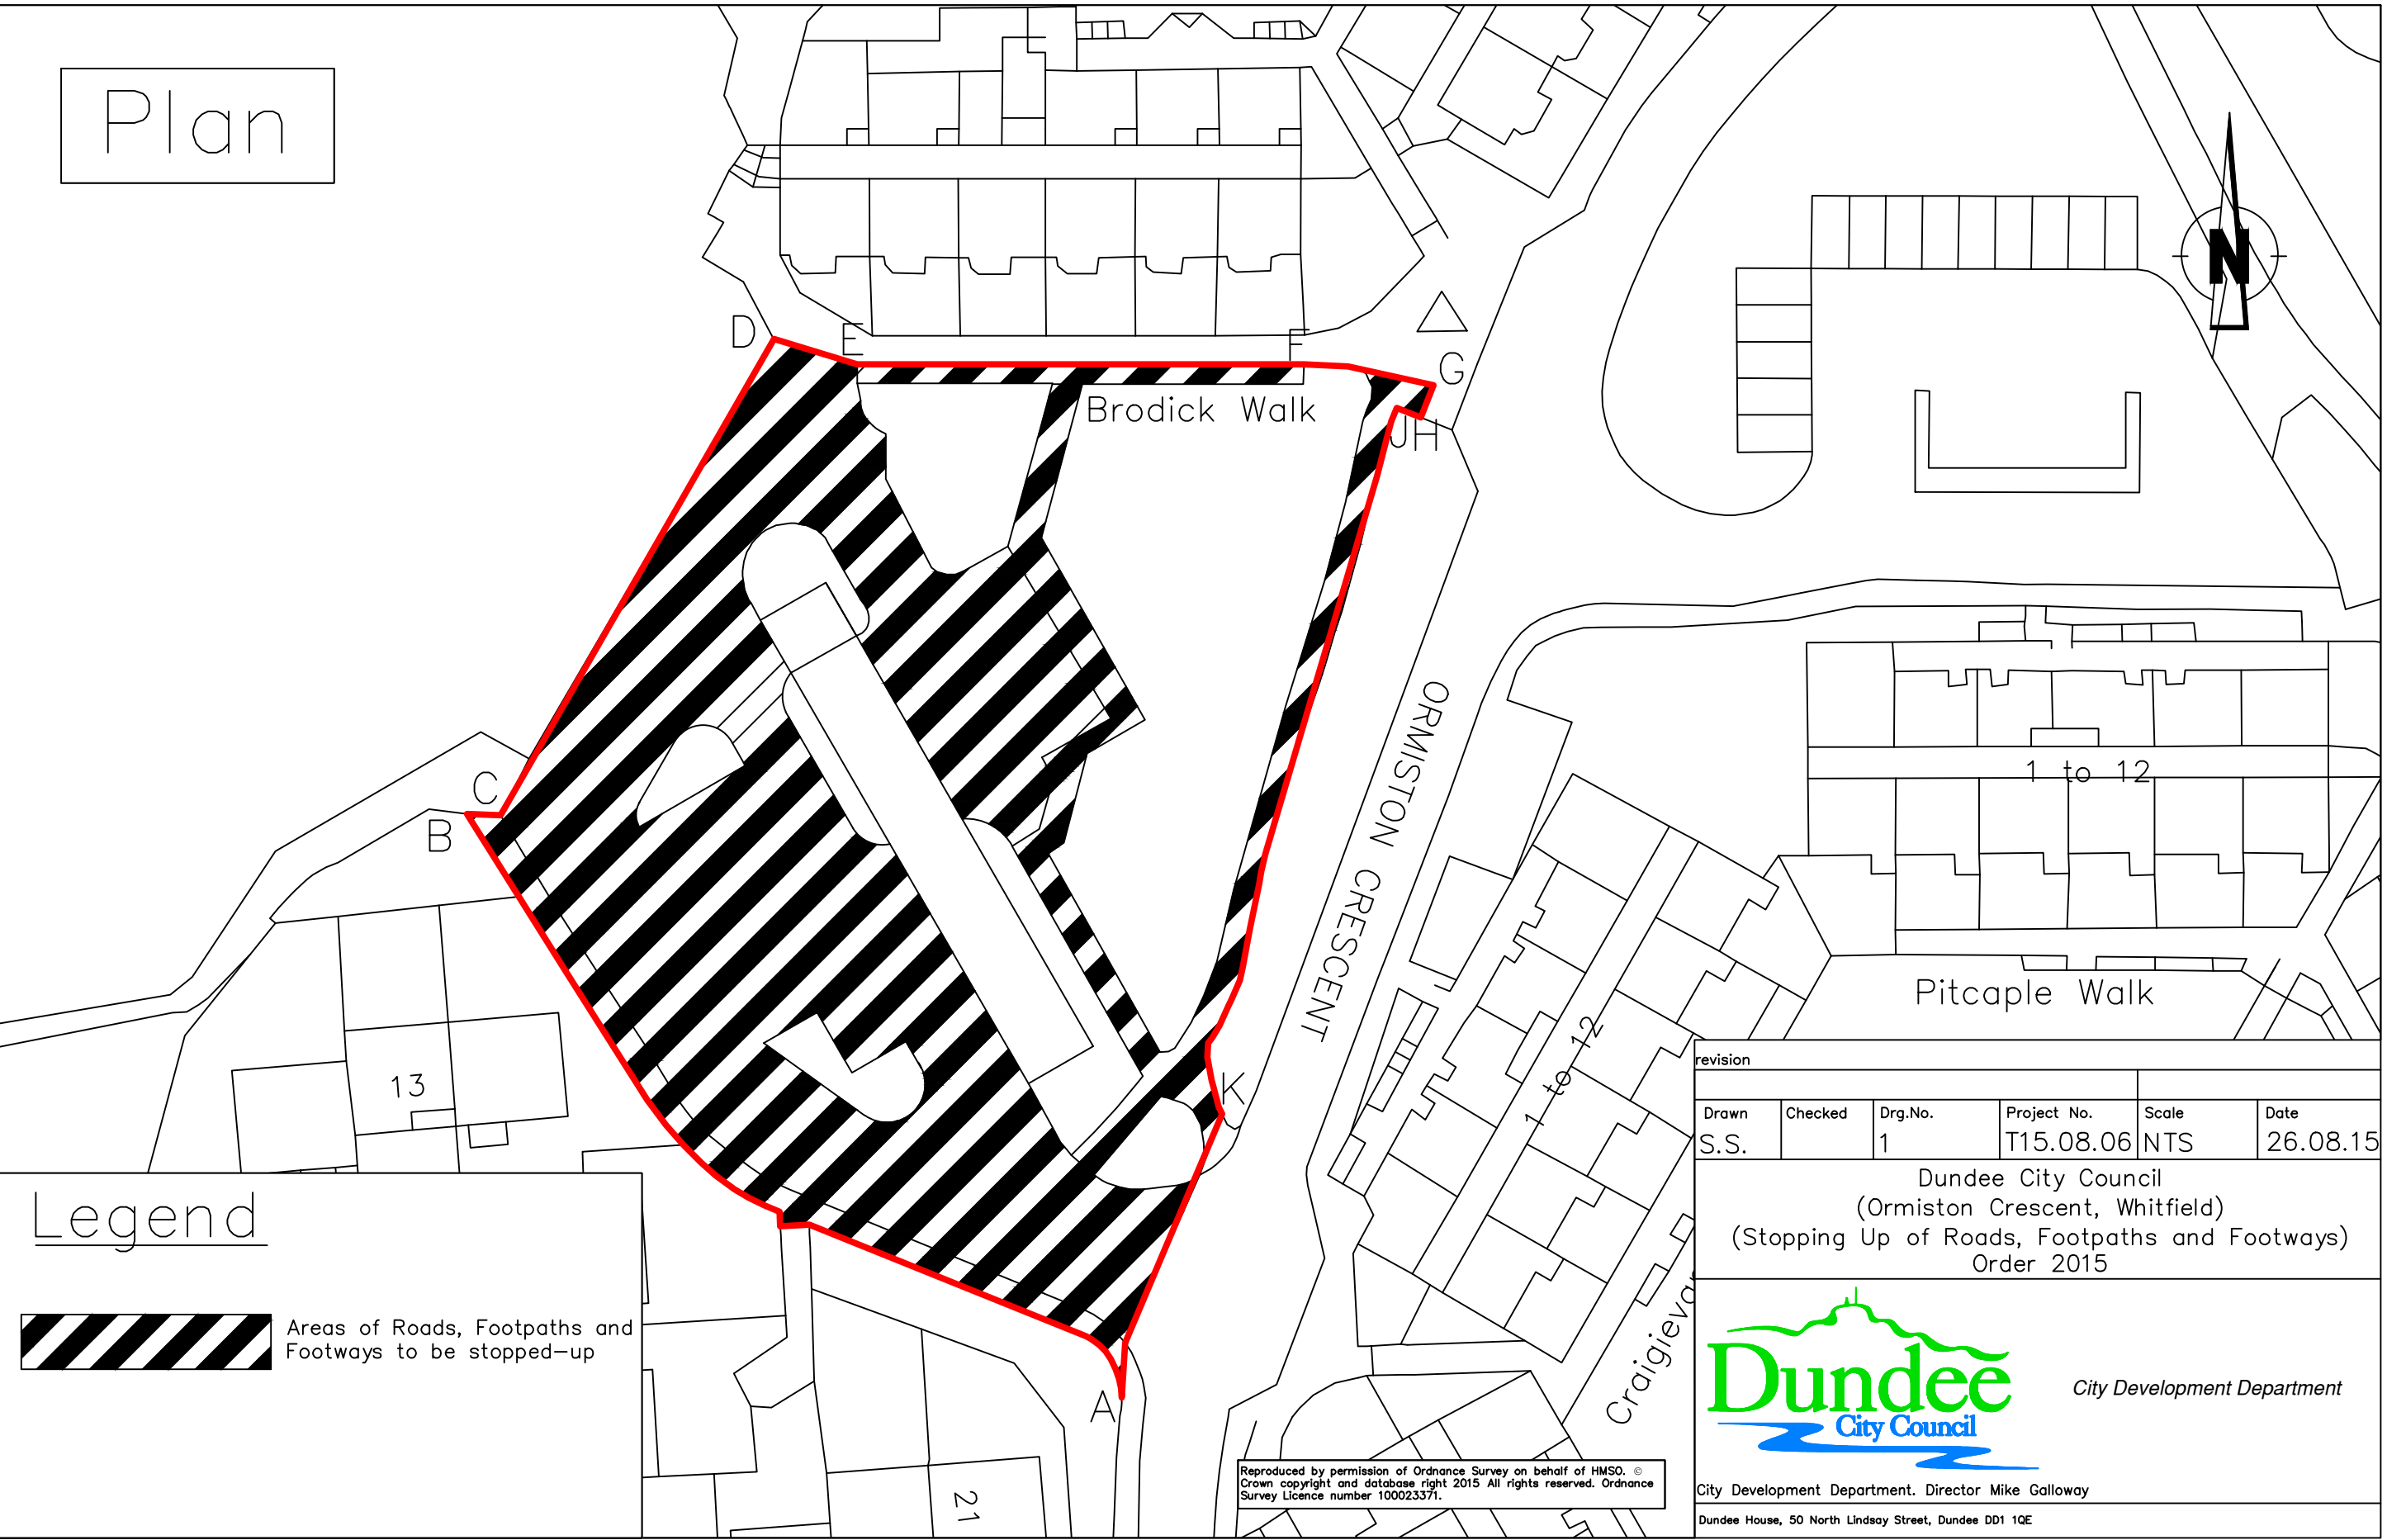 Plan
N
D
E
F
G
Brodick Walk
J
H
C
B
ORMISTON CRESCENT
1 to 12
Pitcaple Walk
1 to 12
K
13
A
21
Legend
Areas of Roads, Footpaths and
Footways to be stopped-up
revision
Drawn
Checked
Drg.No.
Project No.
Scale
Date
S.S.
1
T15.08.06
NTS
26.08.15
Dundee City Council
(Ormiston Crescent, Whitfield)
(Stopping Up of Roads, Footpaths and Footways)
Order 2015
Dundee
City Council
City Development Department
City Development Department. Director Mike Galloway
Dundee House, 50 North Lindsay Street, Dundee DD1 1QE
Reproduced by permission of Ordnance Survey on behalf of HMSO. ©
Crown copyright and database right 2015 All rights reserved. Ordnance
Survey Licence number 100023371.